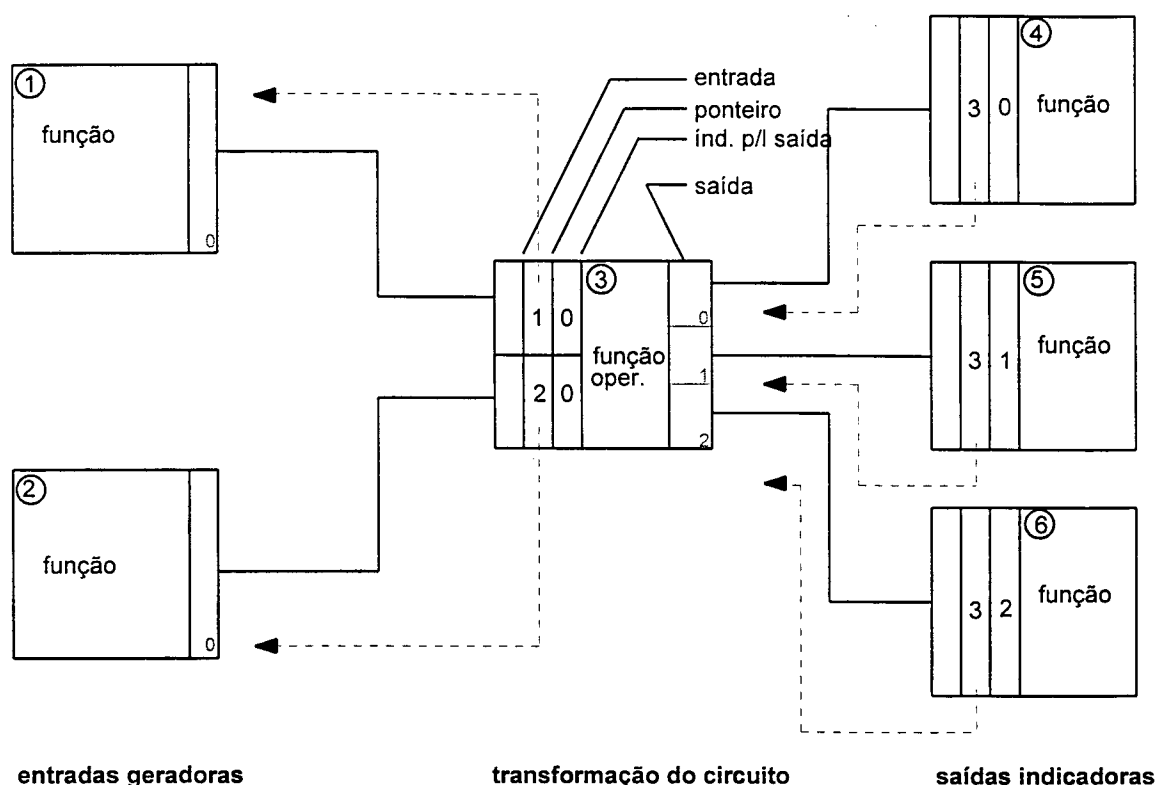 1
função
0
2
função
0
entrada
ponteiro
ind. p/l saída
saída
3
1 0
2 0
função
oper.
0
1
2
4
3 0
função
5
3 1
função
6
3 2
função
entradas geradoras
transformação do circuito
saídas indicadoras